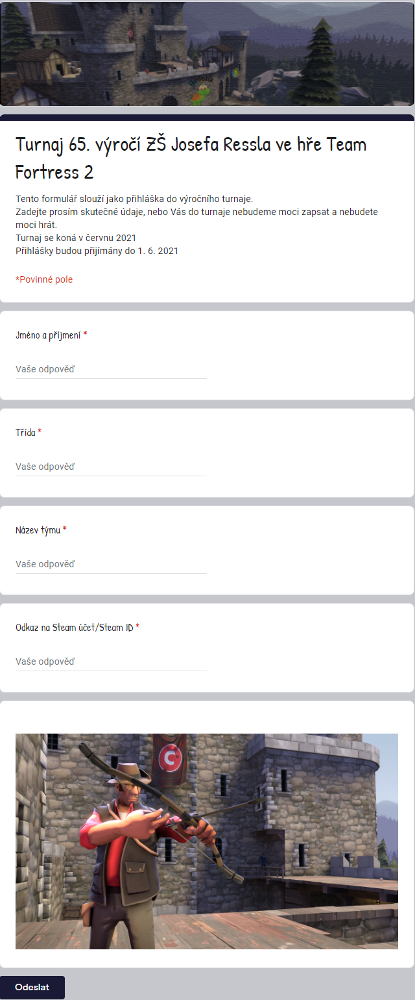 Turnaj 65. výročí ZŠ Josefa Ressla ve hře Team
Fortress 2
Tento formulář slouží jako přihláška do výročního turnaje.
Zadejte prosím skutečné údaje, nebo Vás do turnaje nebudeme moci zapsat a nebudete
moci hrát.
Turnaj se koná v červnu 2021
Přihlášky budou přijímány do 1. 6. 2021
*Povinné pole
Jméno a příjmení *
Vaše odpověď
Třída *
Vaše odpověď
Název týmu *
Vaše odpověď
Odkaz na Steam účet/Steam ID *
Vaše odpověď
C
Odeslat